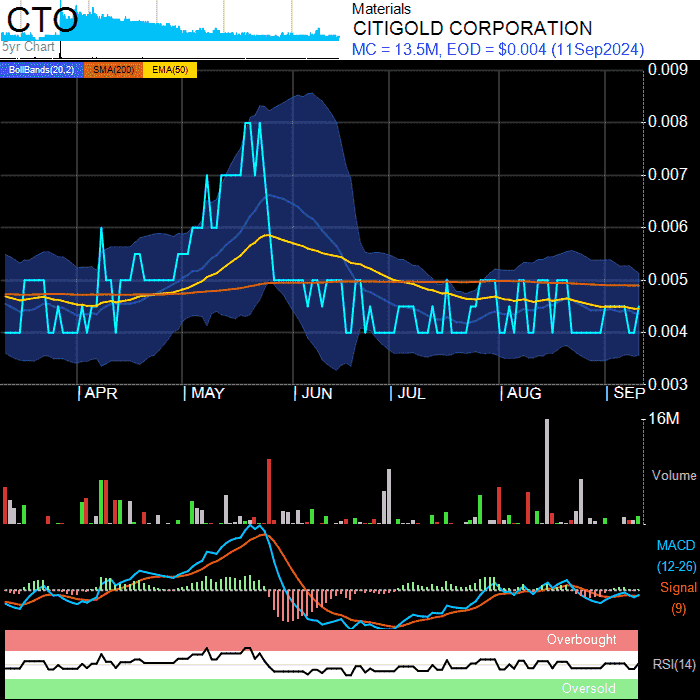 CTO
5yr Chart
Materials
CITIGOLD CORPORATION
MC = 13.5M, EOD = $0.004 (11Sep2024)
BollBands(20,2) SMA(200) EMA(50)
0.009
0.008
0.007
0.006
0.005
0.004
0.003
APR MAY JUN JUL AUG SEP
16M
Volume
MACD
(12-26)
Signal
(9)
Overbought
RSI(14)
Oversold